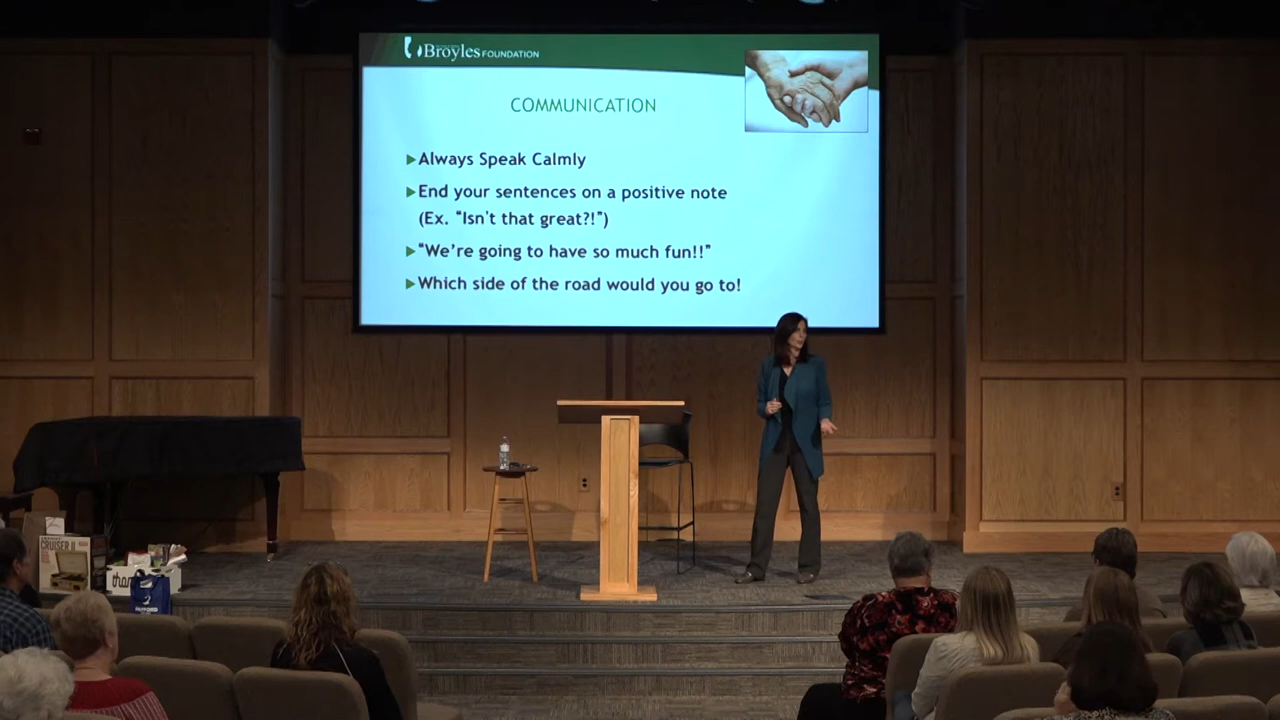 Broyles FOUNDATION
COMMUNICATION
Always Speak Calmly
End your sentences on a positive note
(Ex. “Isn't that great?!”)
“We’re going to have so much fun!!”
Which side of the road would you go to!
CRUISER II